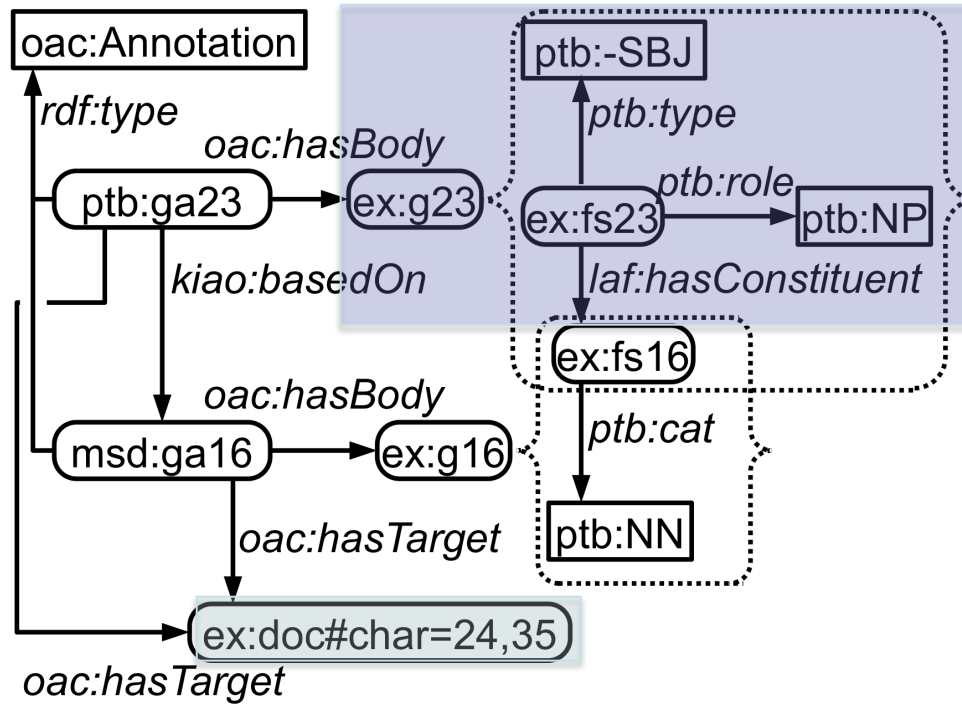 oac:Annotation
ptb:-SBJ
rdf:type
ptb:type
oac:hasBody
ptb:role
ptb:ga23
ex:g23
ex:fs23
ptb:NP
kiao:basedOn
laf:hasConstituent
ex:fs16
oac:hasBody
ptb:cat
msd:ga16
ex:g16
oac:hasTarget
ptb:NN
ex:doc#char=24,35
oac:hasTarget